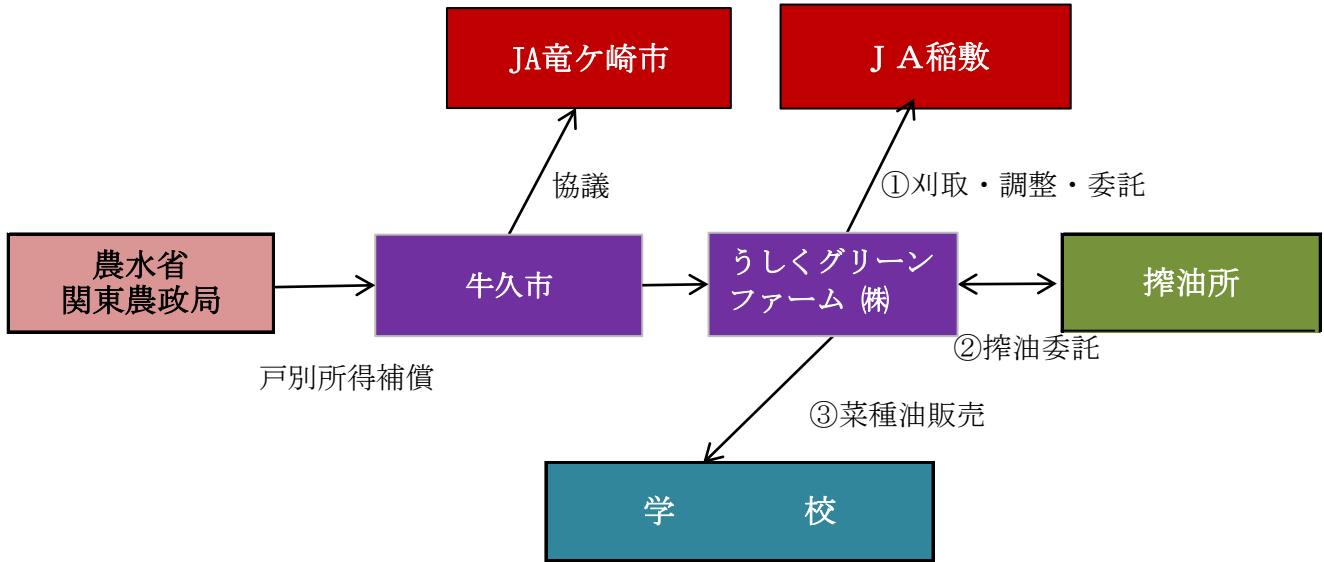 JA竜ケ崎市
ＪＡ稲敷
協議
①刈取・調整・委託
農水省
関東農政局
牛久市
うしくグリーン
ファーム ㈱
搾油所
戸別所得補償
②搾油委託
③菜種油販売
学　　　　校